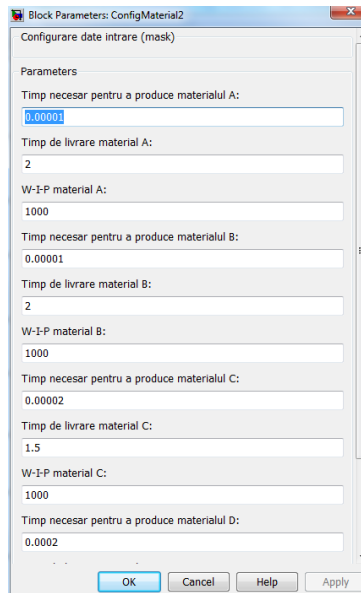 Block Parameters: ConfigMaterial2
Configurare date intrare (mask)
Parameters
Timp necesar pentru a produce materialul A:
0.00001
Timp de livrare material A:
2
W-I-P material A:
1000
Timp necesar pentru a produce materialul B:
0.00001
Timp de livrare material B:
2
W-I-P material B:
1000
Timp necesar pentru a produce materialul C:
0.00002
Timp de livrare material C:
1.5
W-I-P material C:
1000
Timp necesar pentru a produce materialul D:
0.0002
OK Cancel Help Apply